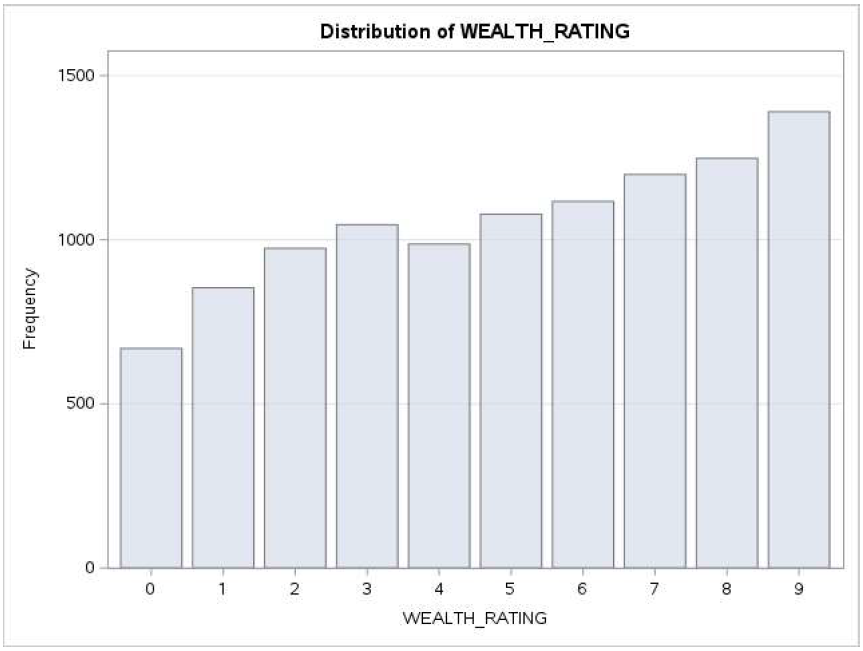 Distribution of WEALTH_RATING
1500
1000
500
0
Frequency
0 1 2 3 4 5 6 7 8 9
WEALTH_RATING